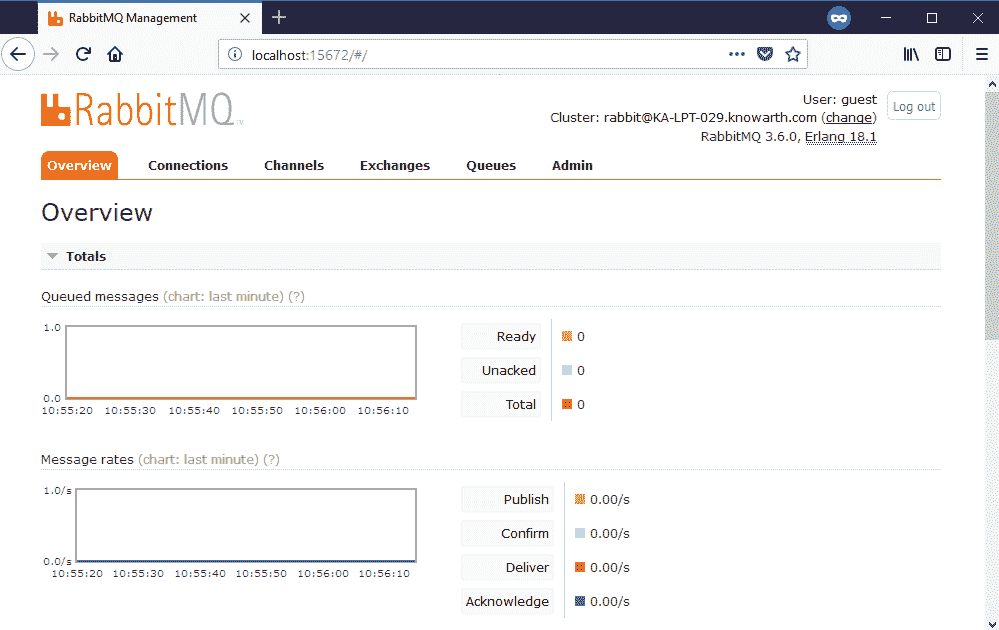 RabbitMQ Management
localhost:15672/#/
RabbitMQ TM
User: guest
Log out
Cluster: rabbit@KA-LPT-029.knowarth.com (change)
RabbitMQ 3.6.0, Erlang 18.1
Overview Connections Channels Exchanges Queues Admin
Overview
Totals
Queued messages (chart: last minute) (?)
1.0
0.0
10:55:20 10:55:30 10:55:40 10:55:50 10:56:00 10:56:10
Ready 0
Unacked 0
Total 0
Message rates (chart: last minute) (?)
1.0/s
0.0/s
10:55:20 10:55:30 10:55:40 10:55:50 10:56:00 10:56:10
Publish 0.00/s
Confirm 0.00/s
Deliver 0.00/s
Acknowledge 0.00/s